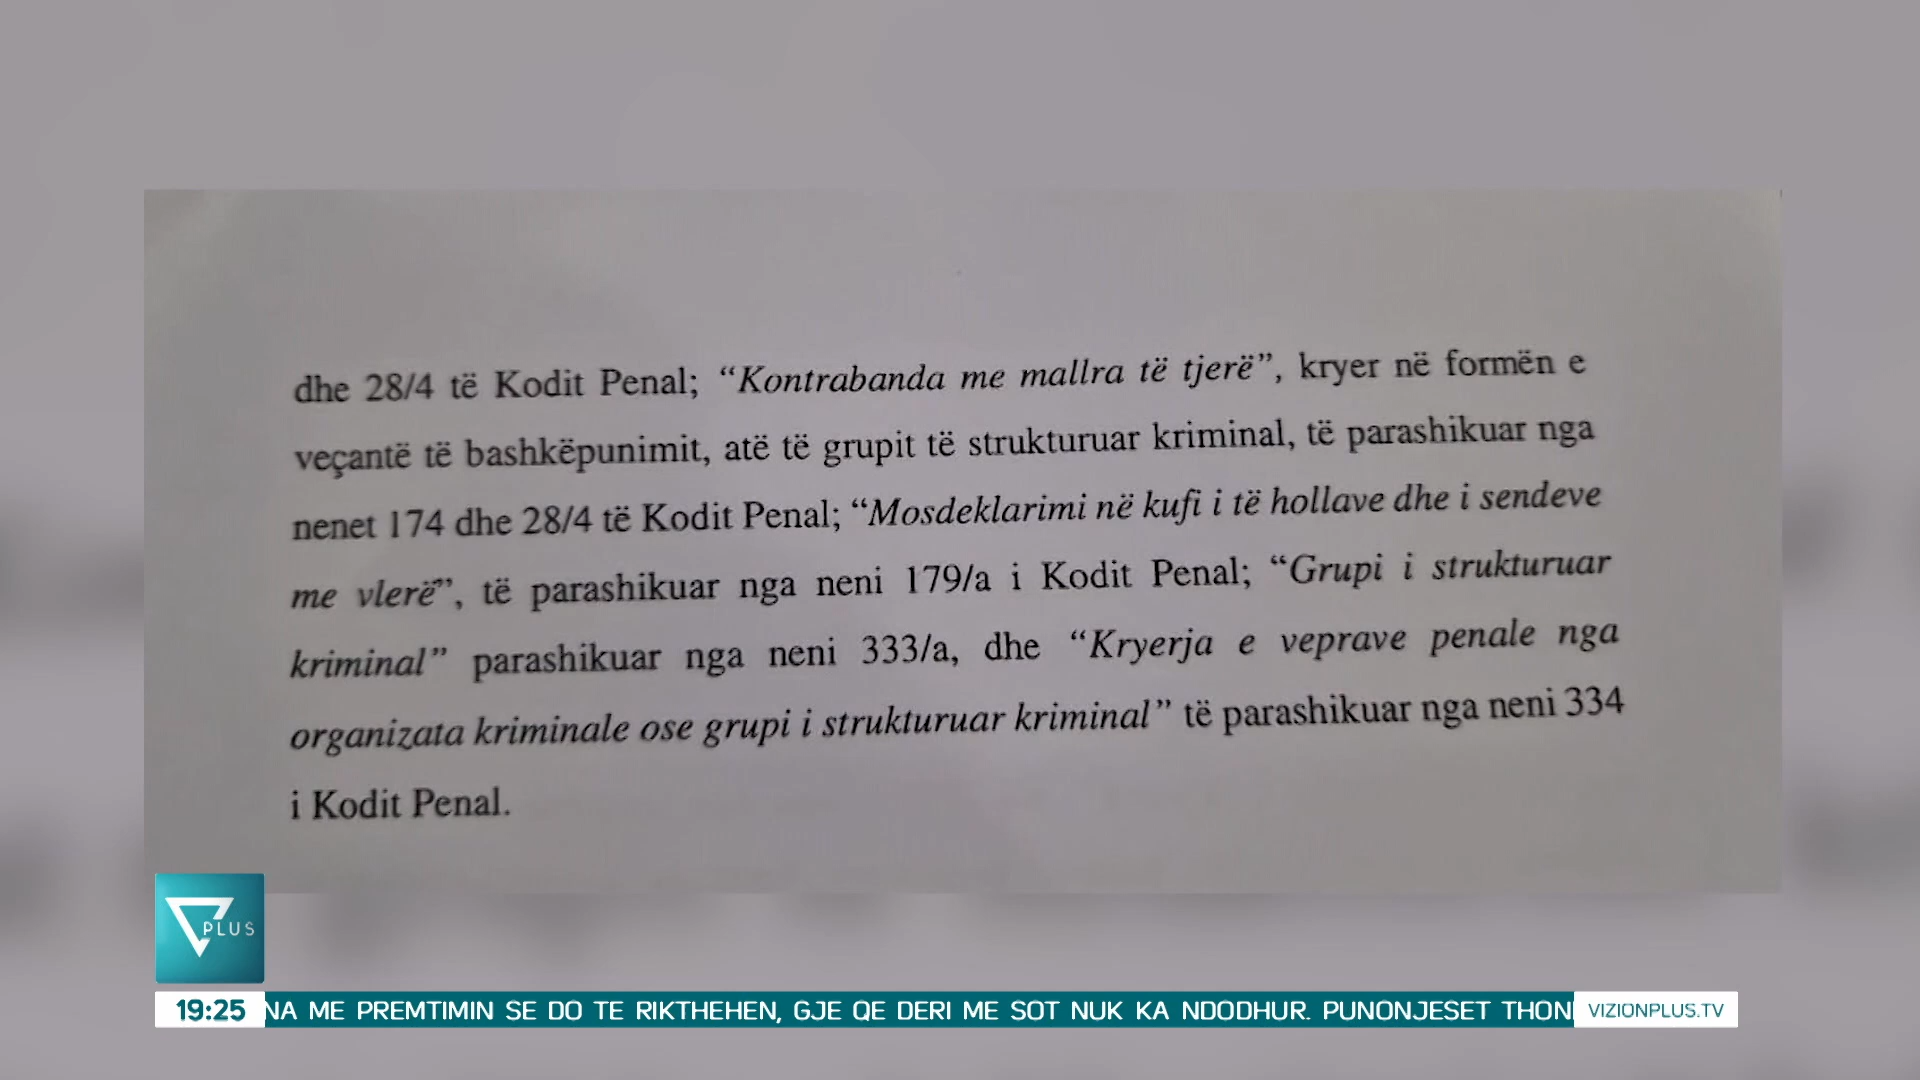 dhe 28/4 të Kodit Penal; “Kontrabanda me mallra të tjerë”, kryer në formën e
veçantë të bashkëpunimit, atë të grupit të strukturuar kriminal, të parashikuar nga
nenet 174 dhe 28/4 të Kodit Penal; “Mosdeklarimi në kufi i të hollave dhe i sendeve
me vlerë”, të parashikuar nga neni 179/a i Kodit Penal; “Grupi i strukturuar
kriminal” parashikuar nga neni 333/a, dhe “Kryerja e veprave penale nga
organizata kriminale ose grupi i strukturuar kriminal” të parashikuar nga neni 334
i Kodit Penal.
PLUS
19:25 NA ME PREMTIMIN SE DO TE RIKTHEHEN, GJE QE DERI ME SOT NUK KA NDODHUR. PUNONJESET THON VIZIONPLUS.TV